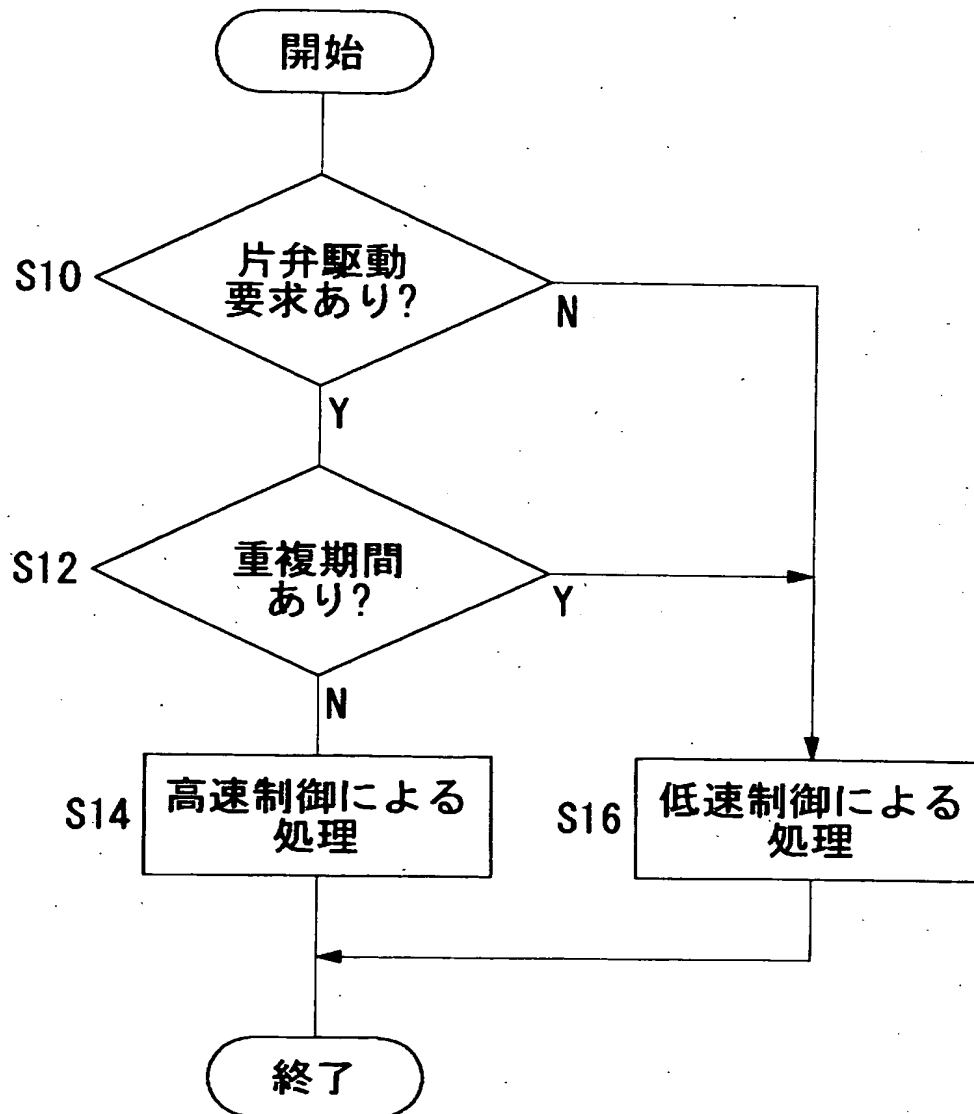 開始
S10
片弁駆動
要求あり?
N
Y
S12
重複期間
あり?
Y
N
S14
高速制御による
処理
S16
低速制御による
処理
終了